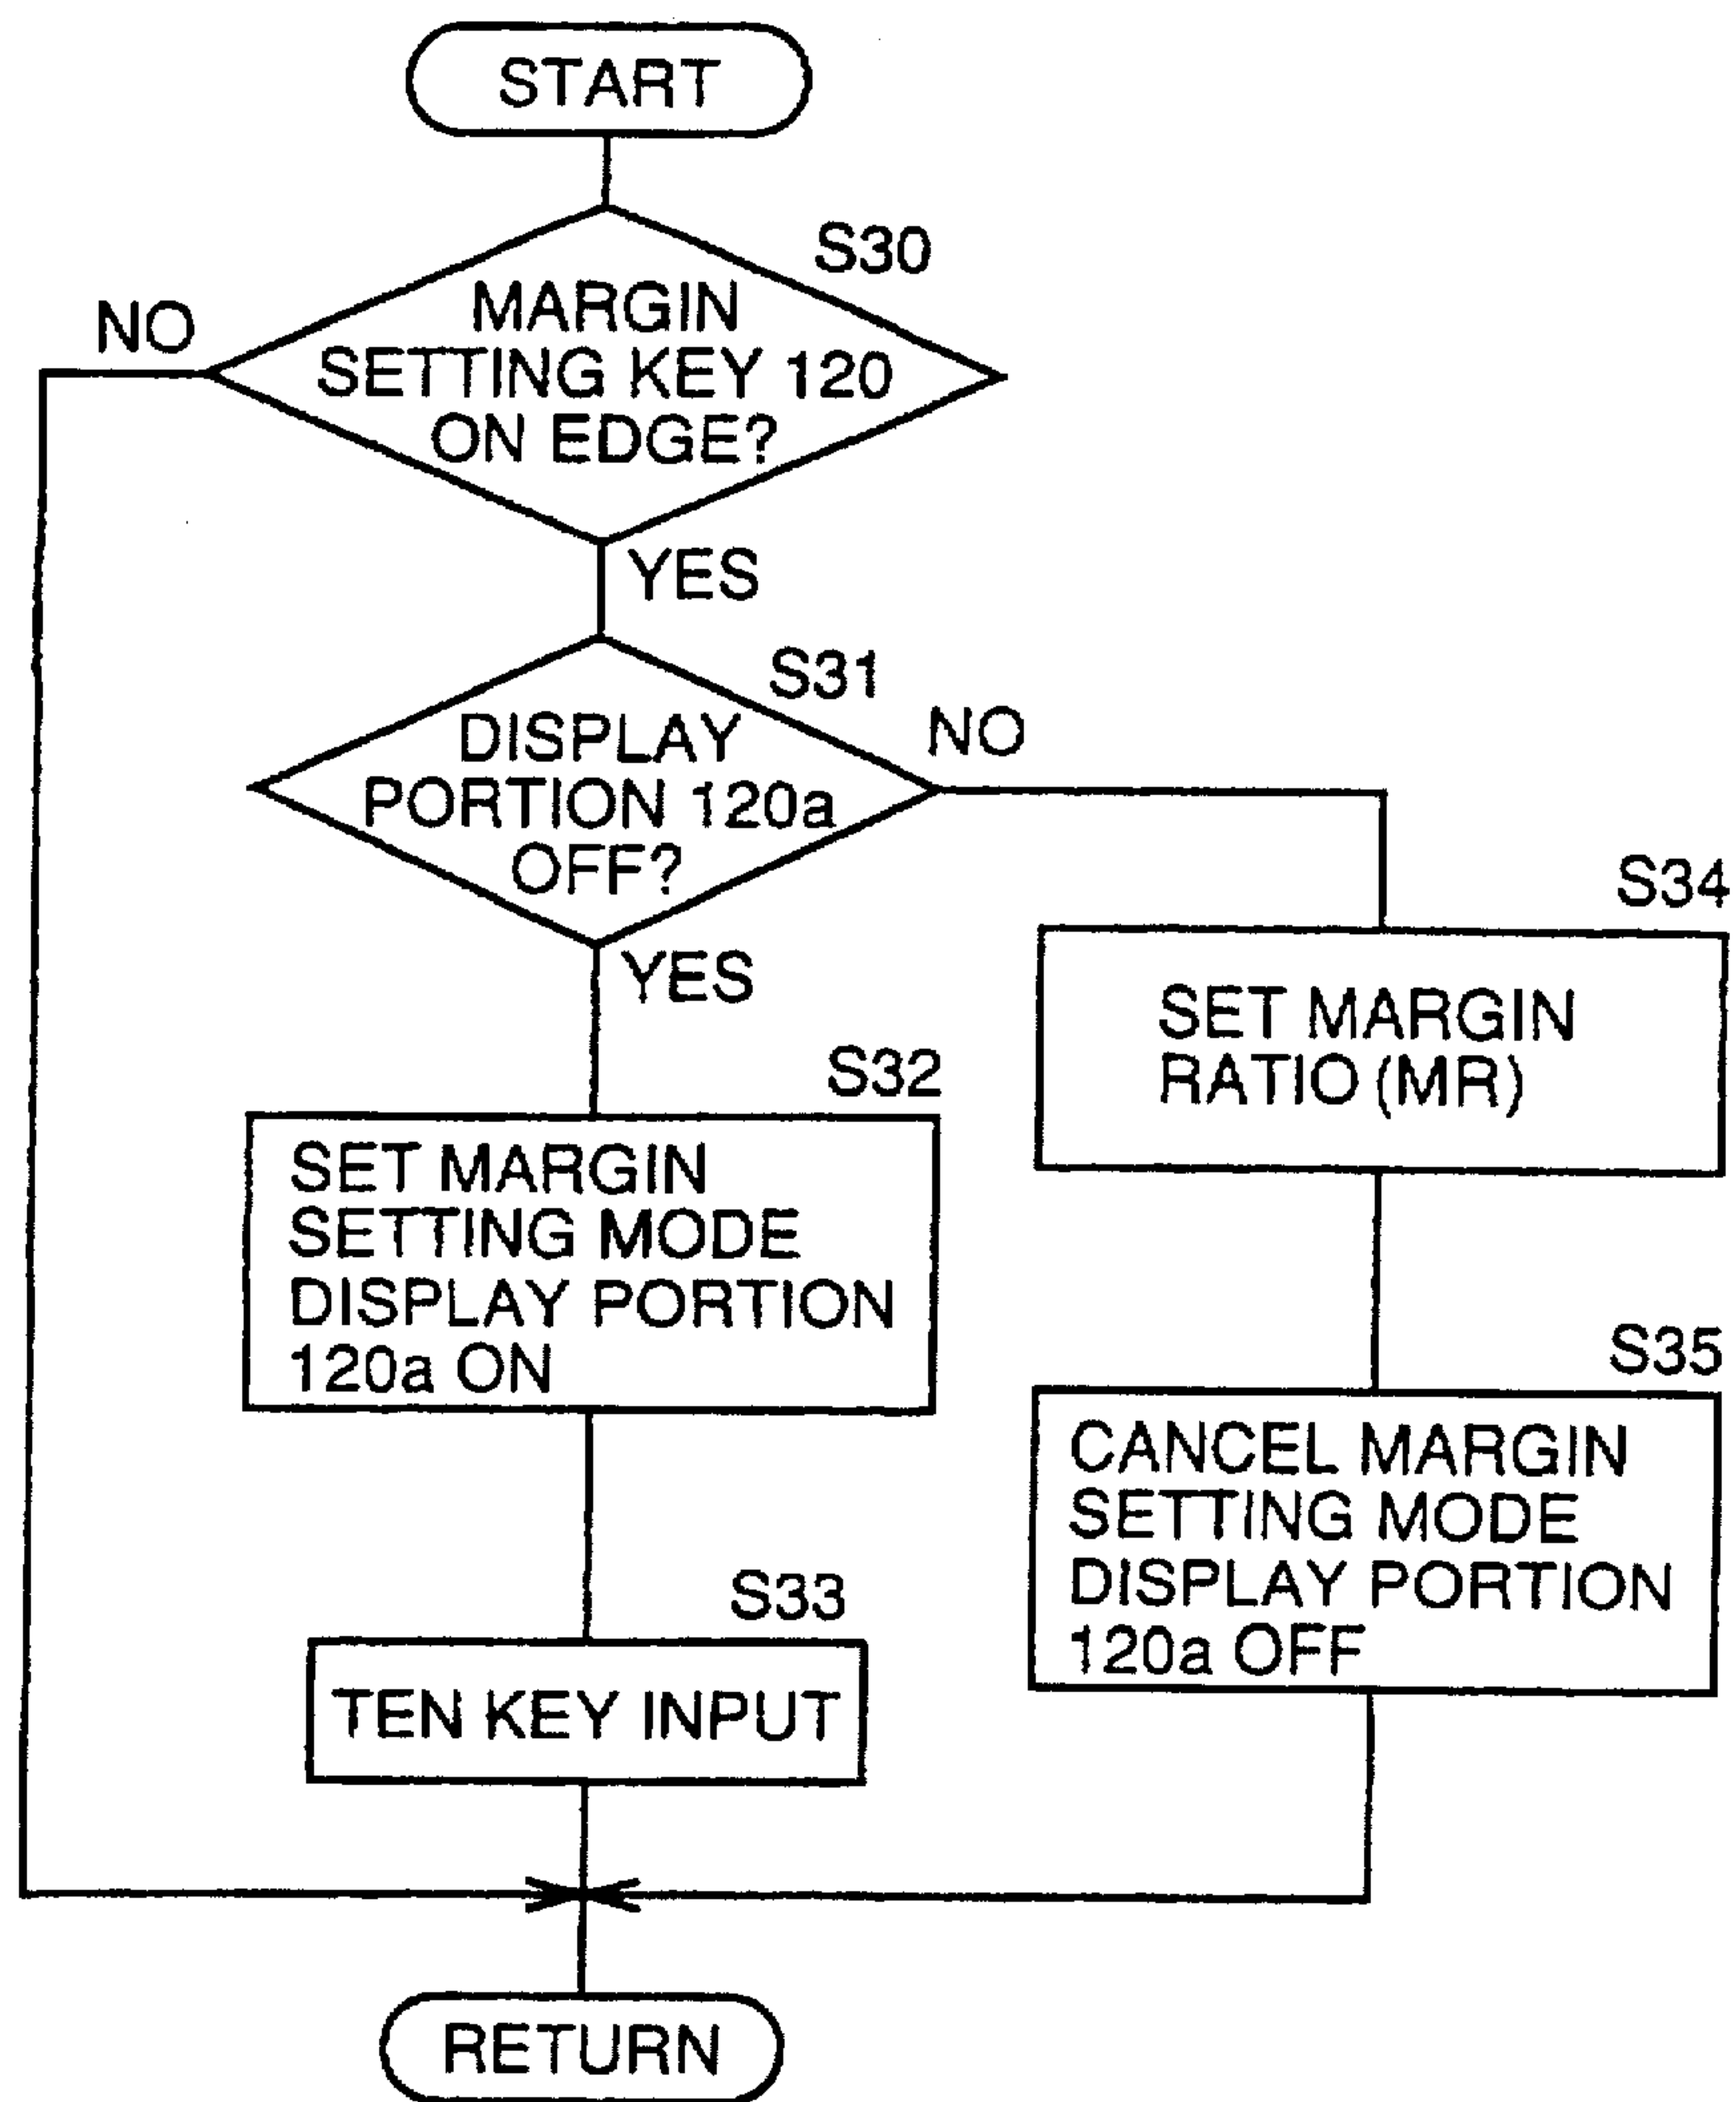 START
S30
NO
MARGIN
SETTING KEY 120
ON EDGE?
YES
S31
NO
DISPLAY
PORTION 120a
OFF?
YES
S34
SET MARGIN
RATIO (MR)
S32
SET MARGIN
SETTING MODE
DISPLAY PORTION
120a ON
S35
CANCEL MARGIN
SETTING MODE
DISPLAY PORTION
120a OFF
S33
TEN KEY INPUT
RETURN